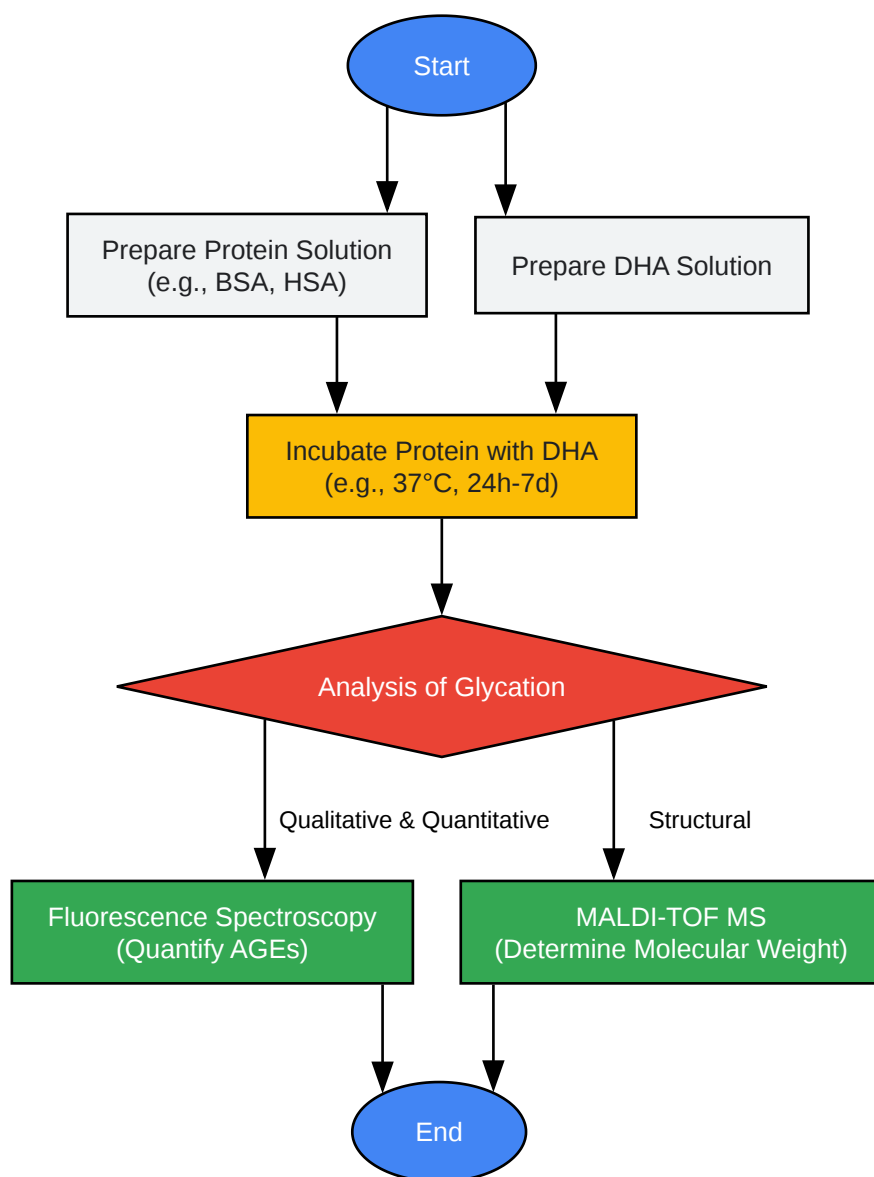 Start
Prepare Protein Solution
(e.g., BSA, HSA)
Prepare DHA Solution
Incubate Protein with DHA
(e.g., 37°C, 24h-7d)
Analysis of Glycation
Qualitative & Quantitative
Structural
Fluorescence Spectroscopy
(Quantify AGEs)
MALDI-TOF MS
(Determine Molecular Weight)
End